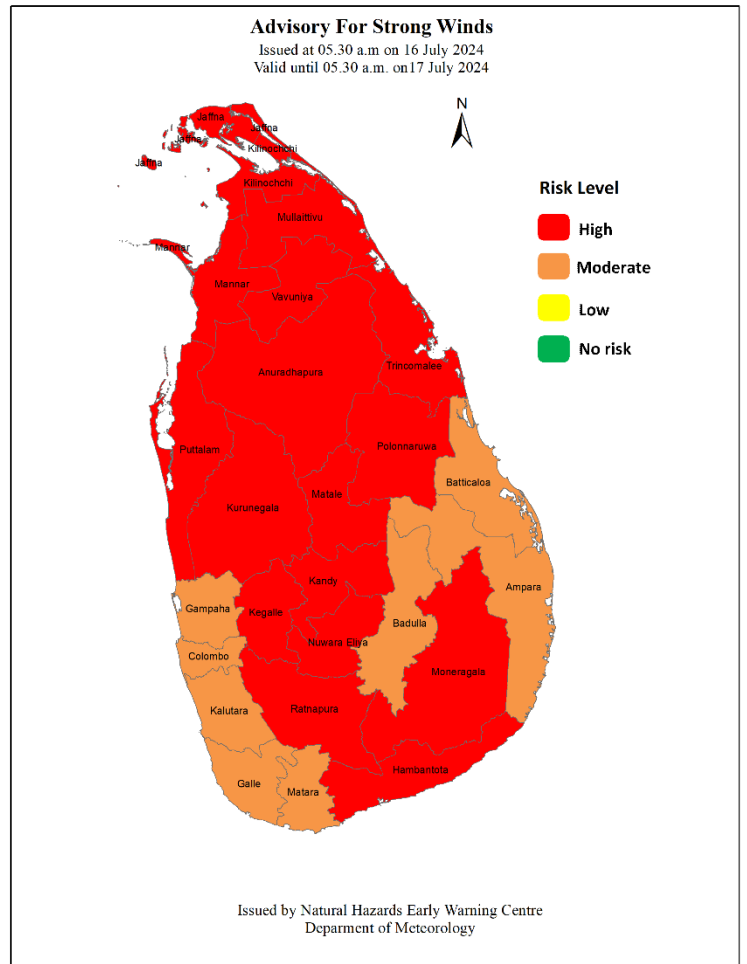 Advisory For Strong Winds
Issued at 05.30 a.m on 16 July 2024
Valid until 05.30 a.m. on17 July 2024
N
Jaffna
Jaffna
Jaffna
Kilinochchi
Jaffna
Kilinochchi
Mullaittivu
Mannar
Mannar
Vavuniya
Trincomalee
Anuradhapura
Polonnaruwa
Puttalam
Batticaloa
Matale
Kurunegala
Kandy
Ampara
Gampaha
Kegalle
Badulla
Nuwara Eliya
Colombo
Moneragala
Ratnapura
Kalutara
Hambantota
Galle
Matara
Risk Level
High
Moderate
Low
No risk
Issued by Natural Hazards Early Warning Centre
Deparment of Meteorology